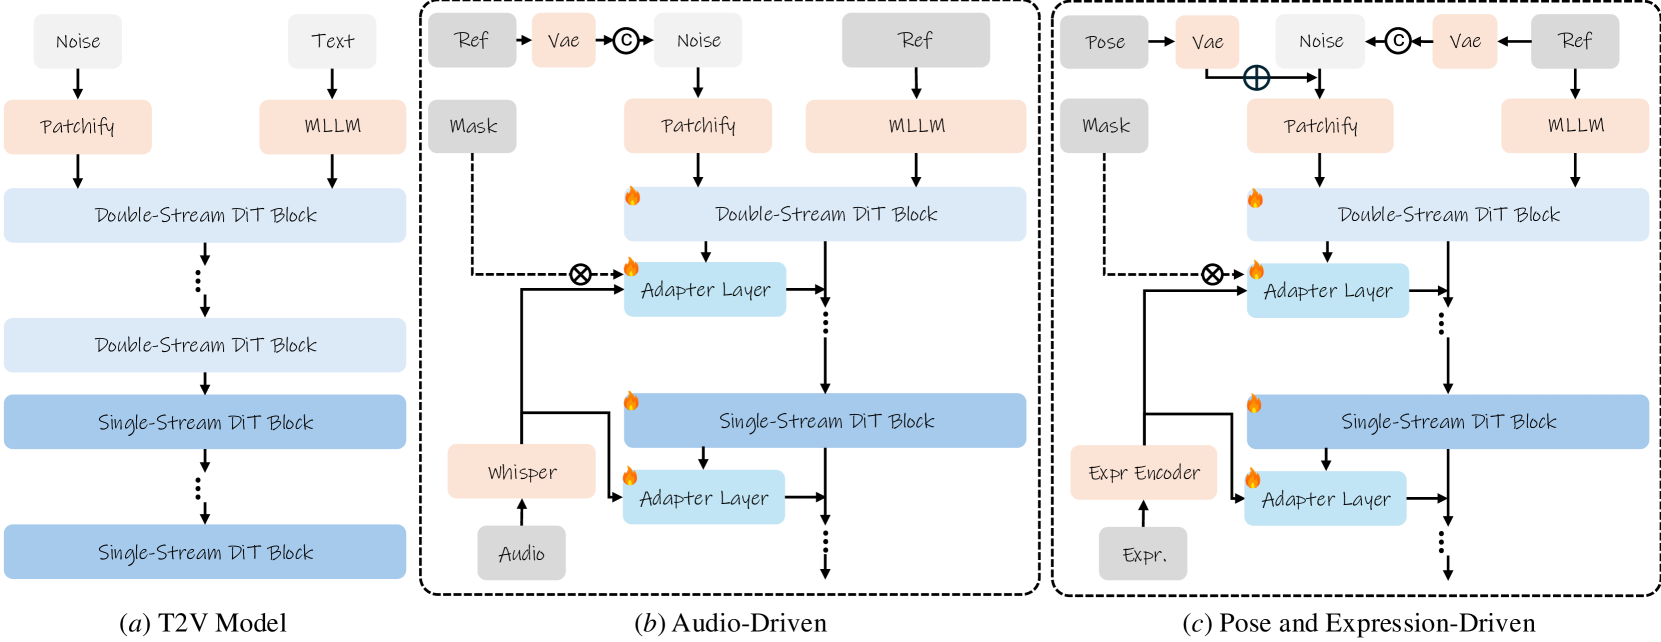 Noise
Text
Patchify
MLLM
Double-Stream DiT Block
Double-Stream DiT Block
Single-Stream DiT Block
Single-Stream DiT Block
(a) T2V Model
Ref
Vae
C
Noise
Ref
Mask
Patchify
MLLM
Double-Stream DiT Block
Adapter Layer
Single-Stream DiT Block
Whisper
Adapter Layer
Audio
(b) Audio-Driven
Pose
Vae
Noise
C
Vae
Ref
Mask
Patchify
MLLM
Double-Stream DiT Block
Adapter Layer
Single-Stream DiT Block
Expr Encoder
Adapter Layer
Expr.
(c) Pose and Expression-Driven